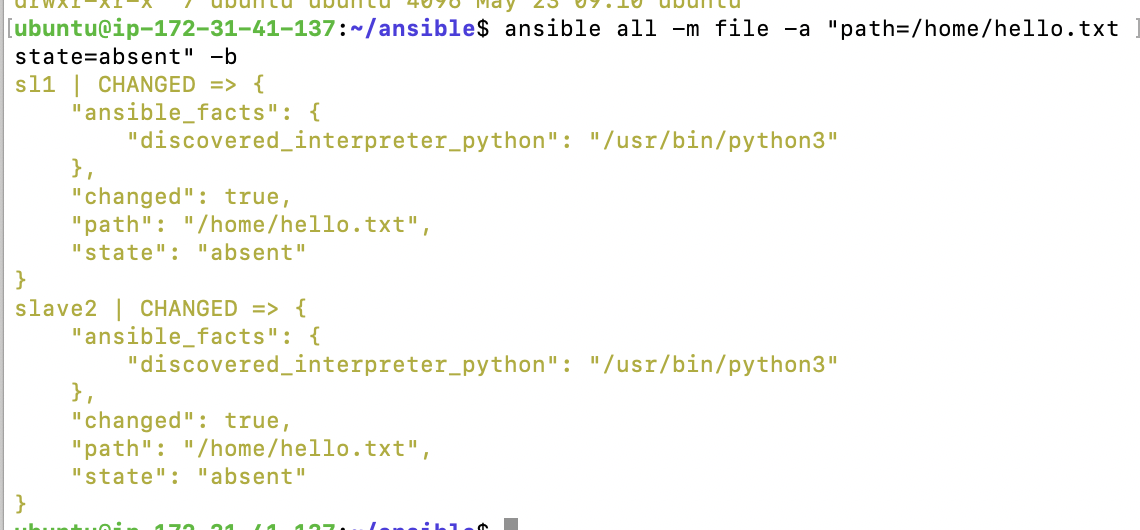 drwxr-xr-x  7 ubuntu ubuntu 4096 May 23 09:10 ubuntu
[ubuntu@ip-172-31-41-137:~/ansible$ ansible all -m file -a "path=/home/hello.txt ]
state=absent" -b
sl1 | CHANGED => {
    "ansible_facts": {
        "discovered_interpreter_python": "/usr/bin/python3"
    },
    "changed": true,
    "path": "/home/hello.txt",
    "state": "absent"
}
slave2 | CHANGED => {
    "ansible_facts": {
        "discovered_interpreter_python": "/usr/bin/python3"
    },
    "changed": true,
    "path": "/home/hello.txt",
    "state": "absent"
}
ubuntu@ip-172-31-41-137:~/ansible$